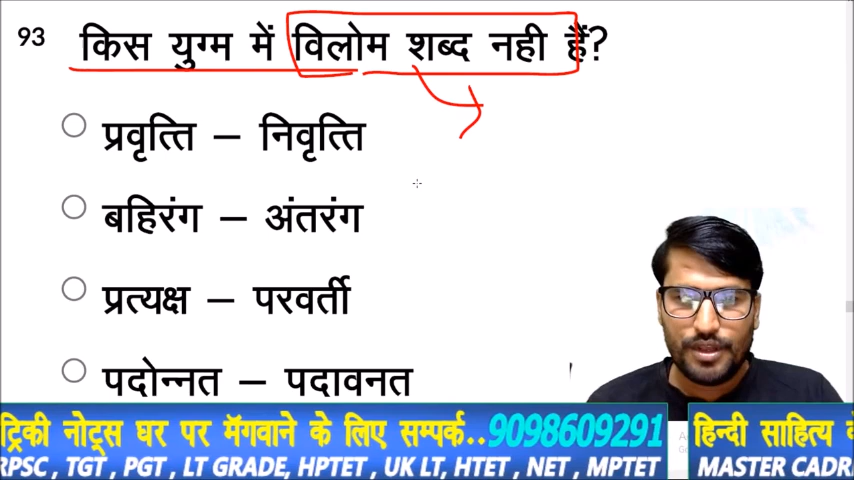 93 किस युग्म में विलोम शब्द नही हैं?
प्रवृत्ति – निवृत्ति
बहिरंग – अंतरंग
प्रत्यक्ष – परवर्ती
पदोन्नत – पदावनत
ट्रिकी नोट्स घर पर मॅगवाने के लिए सम्पर्क..9098609291 हिन्दी साहित्य
RPSC, TGT, PGT, LT GRADE, HPTET, UK LT, HTET, NET, MPTET MASTER